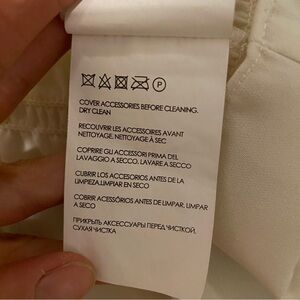 P
COVER ACCESSORIES BEFORE CLEANING.
DRY CLEAN
RECOUVRIR LES ACCESSOIRES AVANT
NETTOYAGE. NETTOYAGE À SEC
COPRIRE GLI ACCESSORI PRIMA DEL
LAVAGGIO A SECCO. LAVARE A SECCO
CUBRIR LOS ACCESORIOS ANTES DE LA
LIMPIEZA.LIMPIAR EN SECO
COBRIR ACESSÓRIOS ANTES DE LIMPAR. LIMPAR
A SECO
ПРИКРЫТЬ АКСЕССУАРЫ ПЕРЕД ЧИСТКОЙ.
СУХАЯ ЧИСТКА